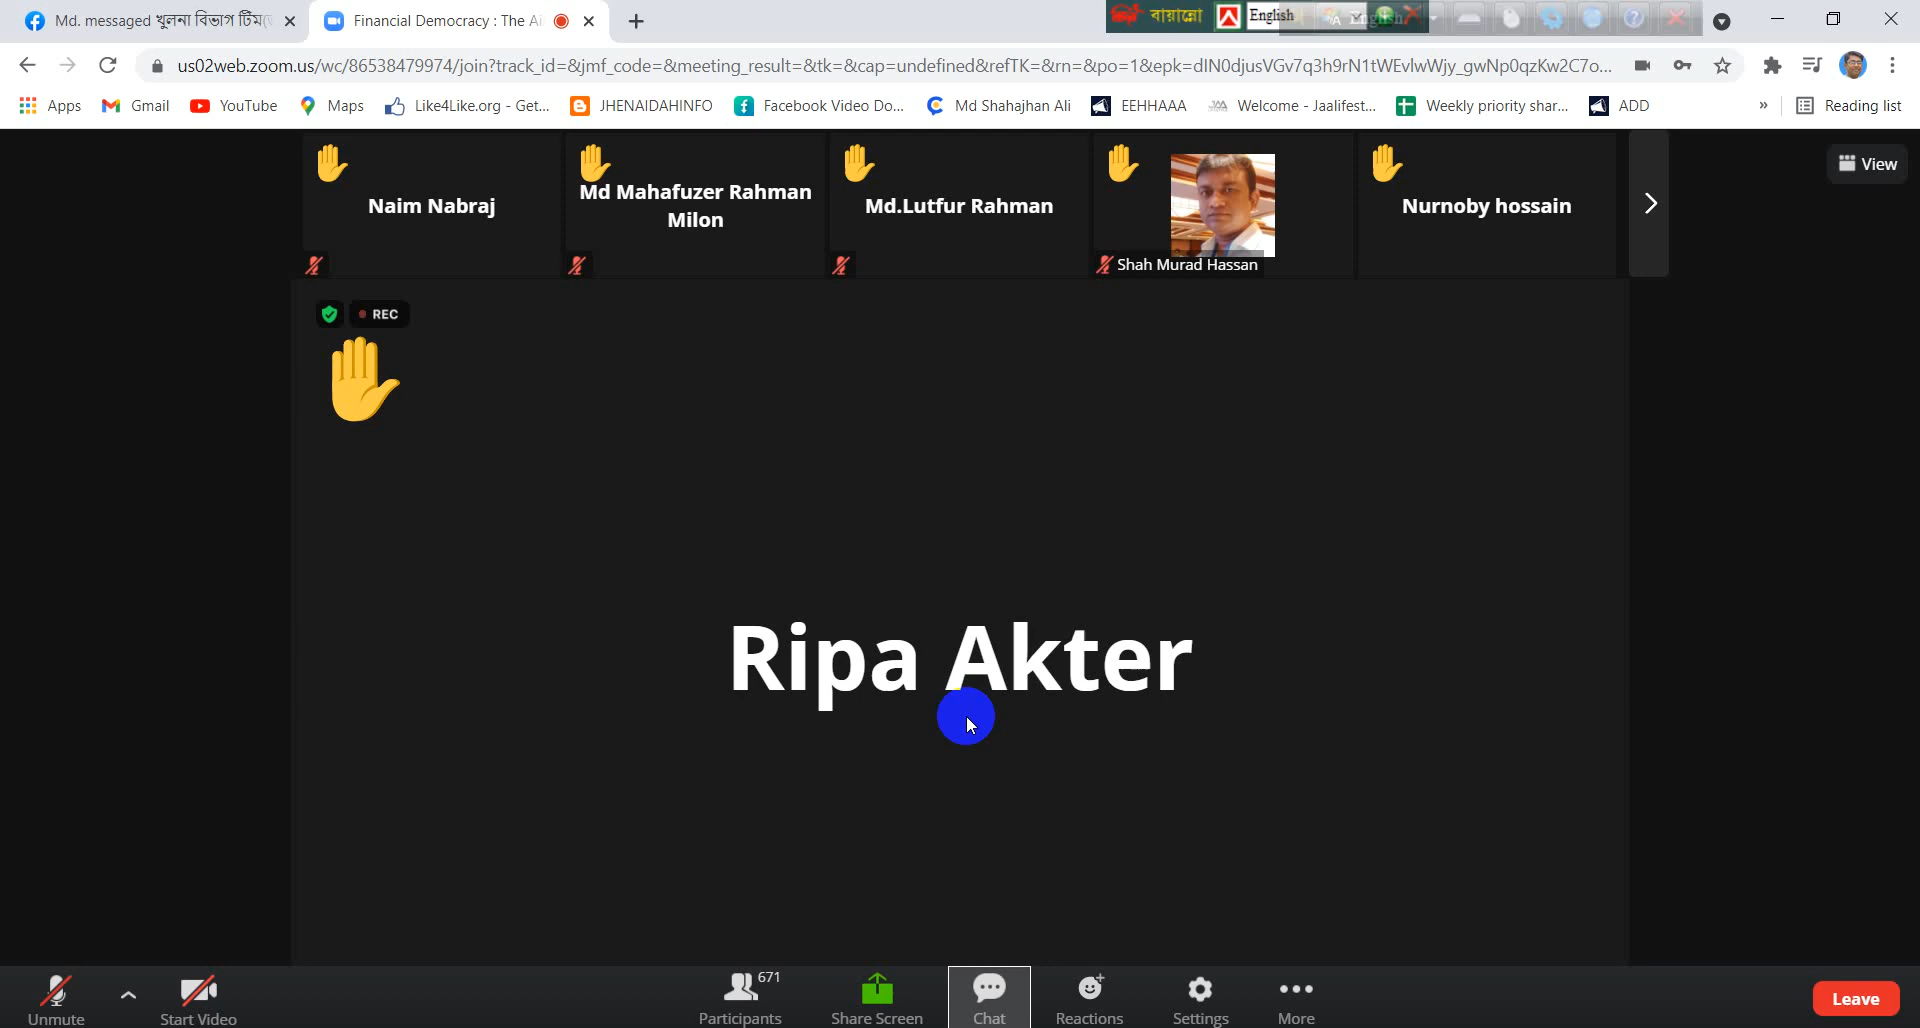 Md. messaged খুলনা বিভাগ টিম
Financial Democracy : The Ai
বায়ান্নো
English
us02web.zoom.us/wc/86538479974/join?track_id=&jmf_code=&meeting_result=&tk=&cap=undefined&refTK=&rn=&po=1&epk=dIN0djusVGv7q3h9rN1tWEvlwWjy_gwNp0qzKw2C7o...
Apps
Gmail
YouTube
Maps
Like4Like.org - Get...
JHENAIDAHINFO
Facebook Video Do...
Md Shahajhan Ali
EEHHAAA
Welcome - Jaalifest...
Weekly priority shar...
ADD
»
Reading list
Naim Nabraj
Md Mahafuzer Rahman
Milon
Md.Lutfur Rahman
Shah Murad Hassan
Nurnoby hossain
View
REC
Ripa Akter
Unmute
Start Video
671
Participants
Share Screen
Chat
Reactions
Settings
More
Leave